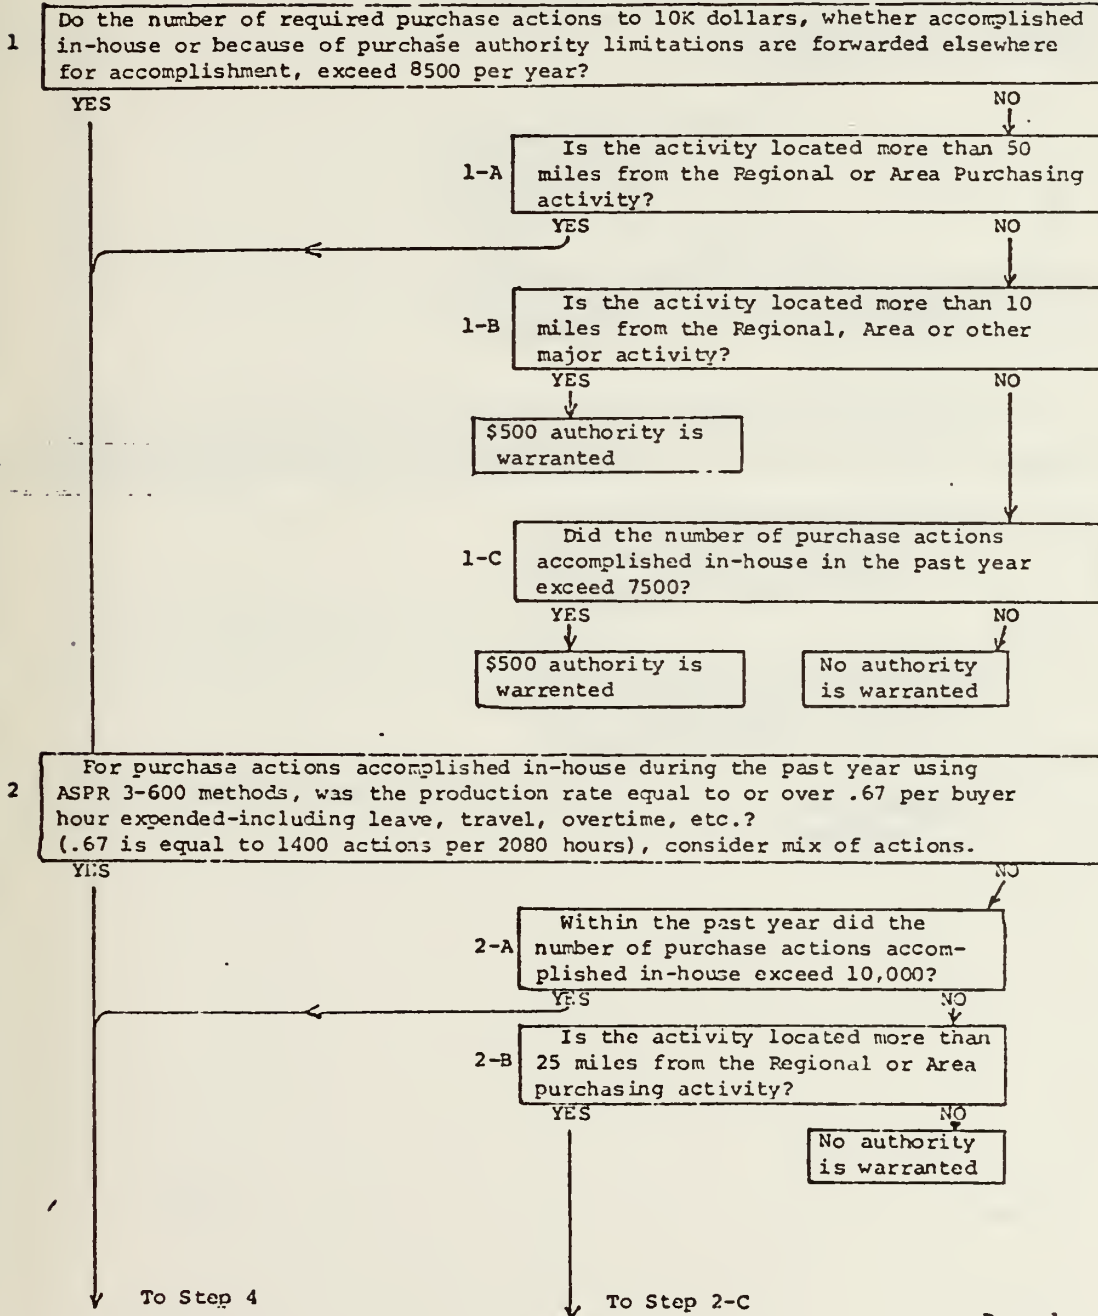 1
Do the number of required purchase actions to 10K dollars, whether accomplished
in-house or because of purchase authority limitations are forwarded elsewhere
for accomplishment, exceed 8500 per year?
YES
NO
1-A
Is the activity located more than 50
miles from the Regional or Area Purchasing
activity?
YES
NO
1-B
Is the activity located more than 10
miles from the Regional, Area or other
major activity?
YES
NO
$500 authority is
warranted
1-C
Did the number of purchase actions
accomplished in-house in the past year
exceed 7500?
YES
NO
$500 authority is
warrented
No authority
is warranted
2
For purchase actions accomplished in-house during the past year using
ASPR 3-600 methods, was the production rate equal to or over .67 per buyer
hour expended-including leave, travel, overtime, etc.?
(.67 is equal to 1400 actions per 2080 hours), consider mix of actions.
YES
NO
2-A
Within the past year did the
number of purchase actions accom-
plished in-house exceed 10,000?
YES
NO
2-B
Is the activity located more than
25 miles from the Regional or Area
purchasing activity?
YES
NO
No authority
is warranted
To Step 4
To Step 2-C